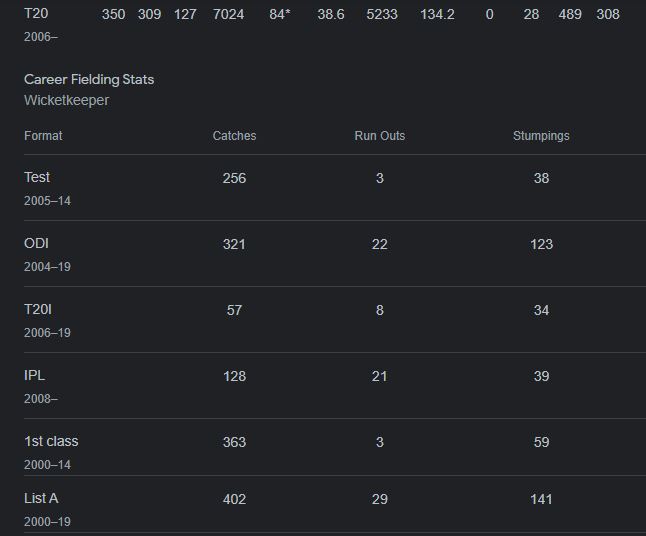 T20 350 309 127 7024 84* 38.6 5233 134.2 0 28 489 308
2006–
Career Fielding Stats
Wicketkeeper
Format Catches Run Outs Stumpings
Test 256 3 38
2005–14
ODI 321 22 123
2004–19
T20I 57 8 34
2006–19
IPL 128 21 39
2008–
1st class 363 3 59
2000–14
List A 402 29 141
2000–19